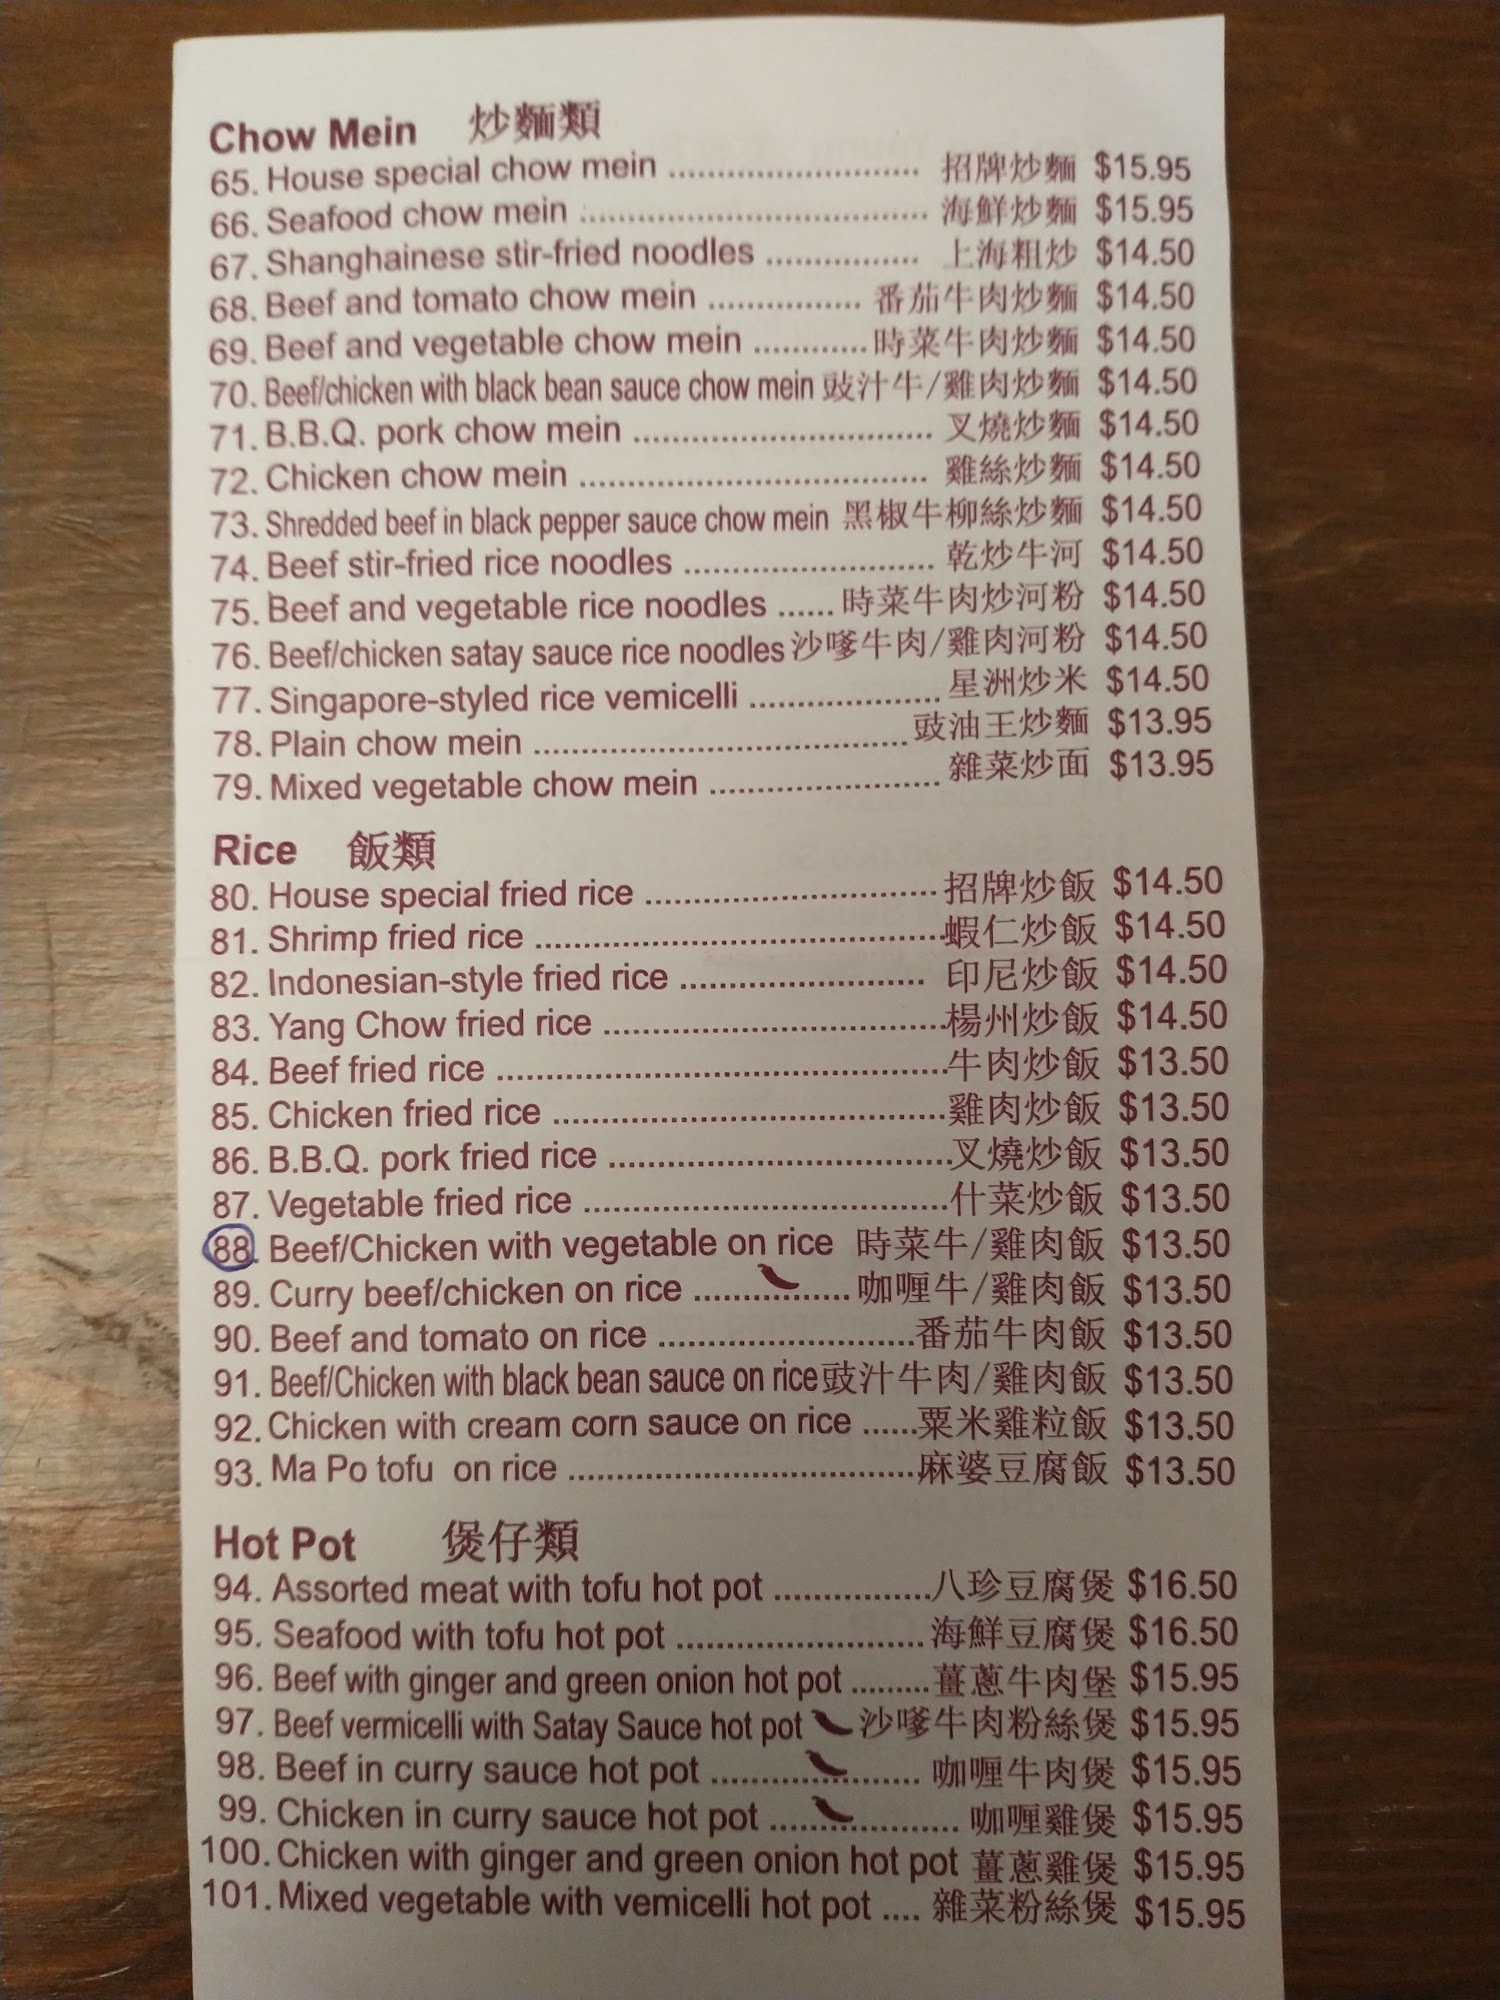 Chow Mein 炒麵類
65. House special chow mein .......................... 招牌炒麵 $15.95
66. Seafood chow mein .................................... 海鮮炒麵 $15.95
67. Shanghainese stir-fried noodles ................ 上海粗炒 $14.50
68. Beef and tomato chow mein ................ 番茄牛肉炒麵 $14.50
69. Beef and vegetable chow mein ............ 時菜牛肉炒麵 $14.50
70. Beef/chicken with black bean sauce chow mein 豉汁牛/雞肉炒麵 $14.50
71. B.B.Q. pork chow mein ............................... 叉燒炒麵 $14.50
72. Chicken chow mein .................................... 雞絲炒麵 $14.50
73. Shredded beef in black pepper sauce chow mein 黑椒牛柳絲炒麵 $14.50
74. Beef stir-fried rice noodles .......................... 乾炒牛河 $14.50
75. Beef and vegetable rice noodles ...... 時菜牛肉炒河粉 $14.50
76. Beef/chicken satay sauce rice noodles 沙嗲牛肉/雞肉河粉 $14.50
77. Singapore-styled rice vemicelli .................... 星洲炒米 $14.50
78. Plain chow mein ....................................... 豉油王炒麵 $13.95
79. Mixed vegetable chow mein ........................ 雜菜炒面 $13.95
Rice 飯類
80. House special fried rice .............................. 招牌炒飯 $14.50
81. Shrimp fried rice .......................................... 蝦仁炒飯 $14.50
82. Indonesian-style fried rice ......................... 印尼炒飯 $14.50
83. Yang Chow fried rice ................................... 楊州炒飯 $14.50
84. Beef fried rice .............................................. 牛肉炒飯 $13.50
85. Chicken fried rice ........................................ 雞肉炒飯 $13.50
86. B.B.Q. pork fried rice ................................... 叉燒炒飯 $13.50
87. Vegetable fried rice ..................................... 什菜炒飯 $13.50
88. Beef/Chicken with vegetable on rice 時菜牛/雞肉飯 $13.50
89. Curry beef/chicken on rice ................ 咖喱牛/雞肉飯 $13.50
90. Beef and tomato on rice .......................... 番茄牛肉飯 $13.50
91. Beef/Chicken with black bean sauce on rice 豉汁牛肉/雞肉飯 $13.50
92. Chicken with cream corn sauce on rice ...... 粟米雞粒飯 $13.50
93. Ma Po tofu on rice .................................... 麻婆豆腐飯 $13.50
Hot Pot 煲仔類
94. Assorted meat with tofu hot pot ................ 八珍豆腐煲 $16.50
95. Seafood with tofu hot pot ......................... 海鮮豆腐煲 $16.50
96. Beef with ginger and green onion hot pot ......... 薑蔥牛肉堡 $15.95
97. Beef vermicelli with Satay Sauce hot pot 沙嗲牛肉粉絲煲 $15.95
98. Beef in curry sauce hot pot ...................... 咖喱牛肉煲 $15.95
99. Chicken in curry sauce hot pot .................... 咖喱雞煲 $15.95
100. Chicken with ginger and green onion hot pot 薑蔥雞煲 $15.95
101. Mixed vegetable with vemicelli hot pot .... 雜菜粉絲煲 $15.95